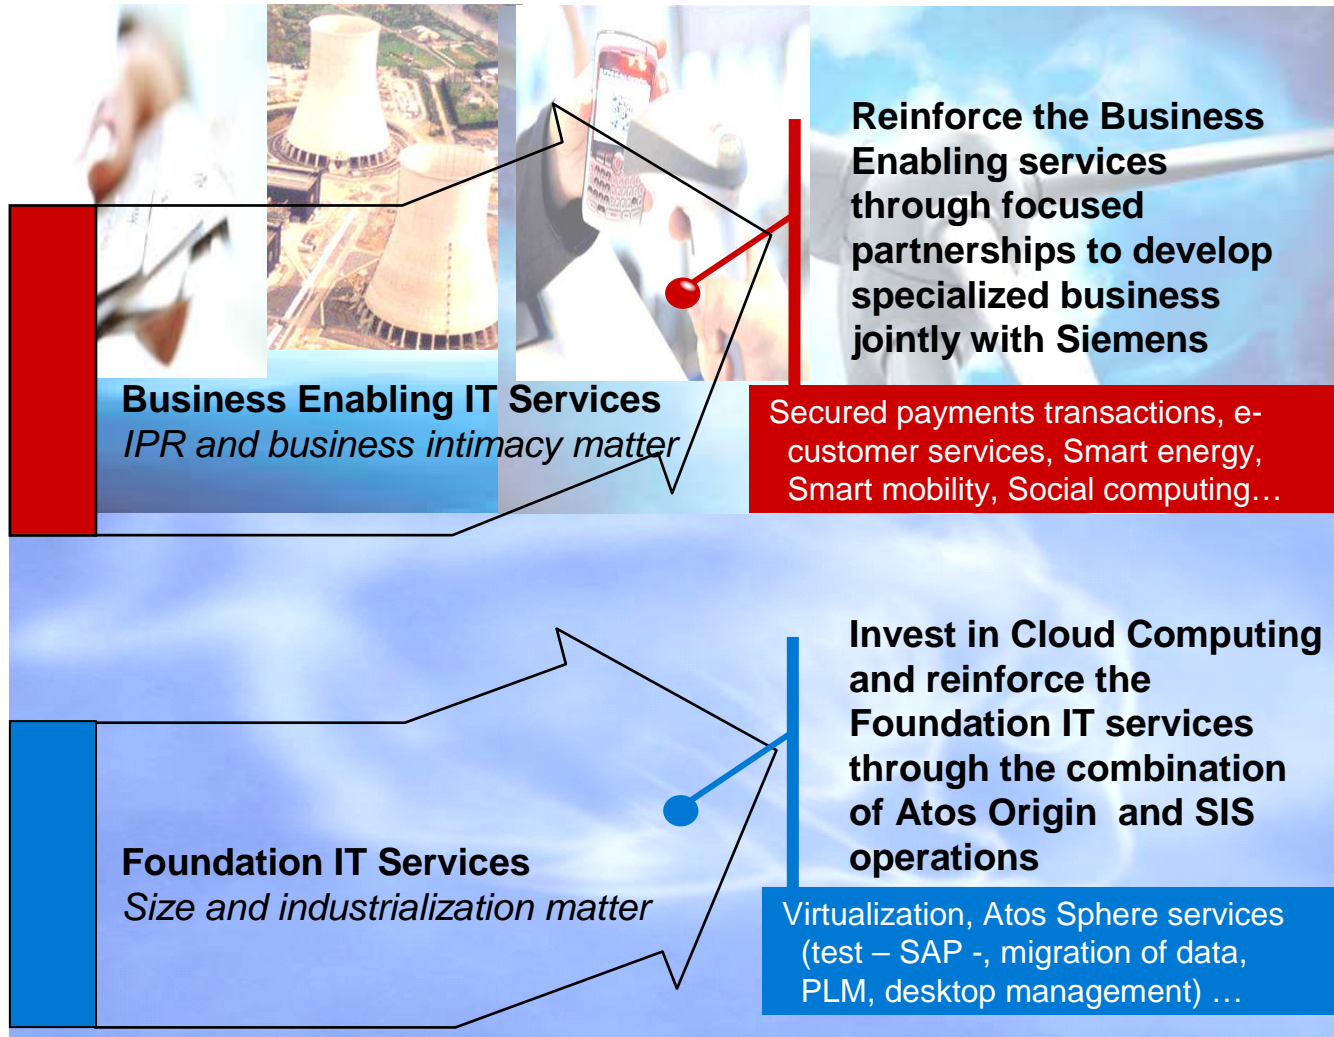 Reinforce the Business
Enabling services
through focused
partnerships to develop
specialized business
jointly with Siemens
Business Enabling IT Services
IPR and business intimacy matter
Secured payments transactions, e-
customer services, Smart energy,
Smart mobility, Social computing…
Invest in Cloud Computing
and reinforce the
Foundation IT services
through the combination
of Atos Origin  and SIS
operations
Foundation IT Services
Size and industrialization matter
Virtualization, Atos Sphere services
(test – SAP -, migration of data,
PLM, desktop management) …